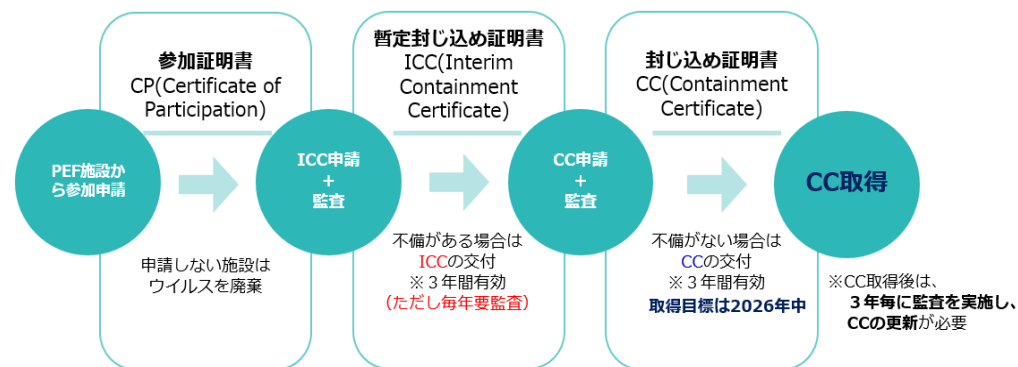 参加証明書
CP(Certificate of
Participation)
暫定封じ込め証明書
ICC(Interim
Containment
Certificate)
封じ込め証明書
CC(Containment
Certificate)
PEF施設か
ら参加申請
ICC申請
+
監査
CC申請
+
監査
CC取得
申請しない施設は
ウイルスを廃棄
不備がある場合は
ICCの交付
※３年間有効
（ただし毎年要監査）
不備がない場合は
CCの交付
※３年間有効
取得目標は2026年中
※CC取得後は、
３年毎に監査を実施し、
CCの更新が必要